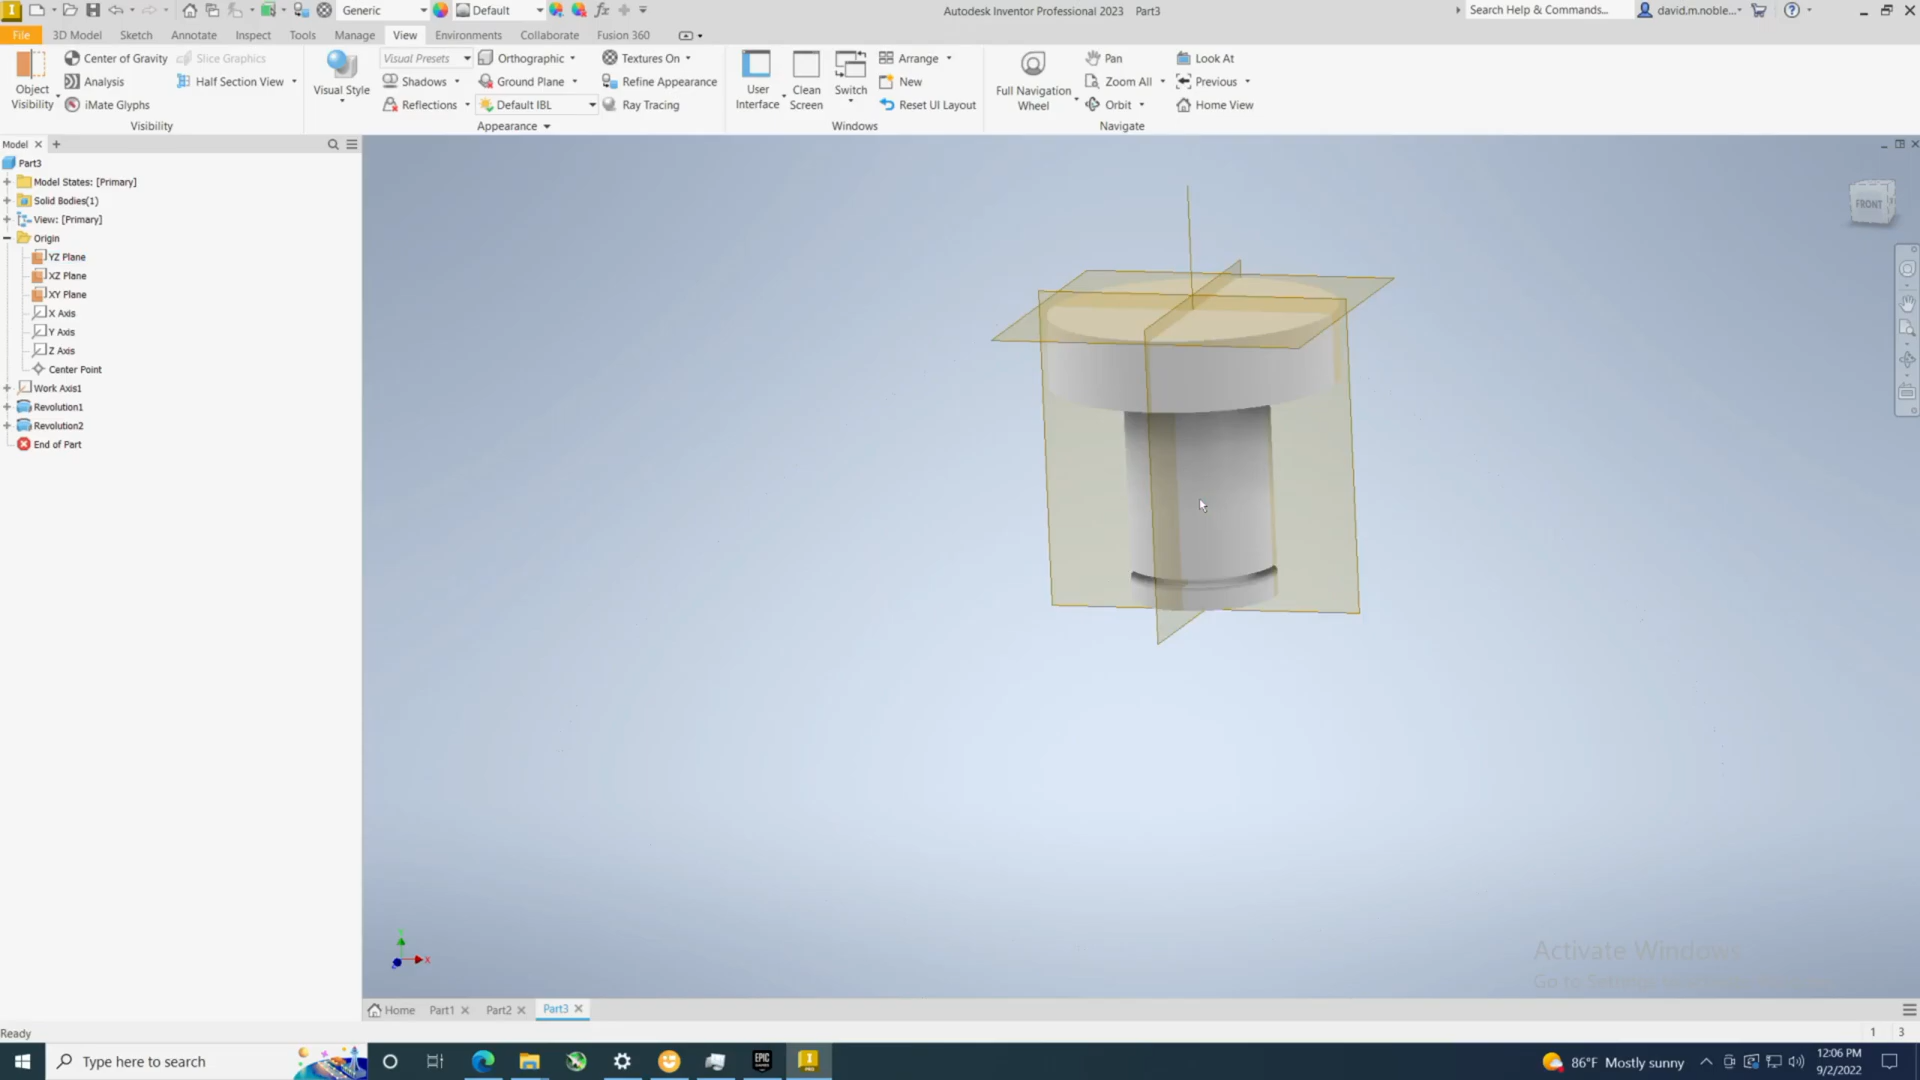 Generic
Default
Autodesk Inventor Professional 2023 Part3
Search Help & Commands...
david.m.noble...
File
3D Model
Sketch
Annotate
Inspect
Tools
Manage
View
Environments
Collaborate
Fusion 360
Object
Visibility
Center of Gravity
Analysis
iMate Glyphs
Slice Graphics
Half Section View
Visibility
Visual Style
Visual Presets
Shadows
Reflections
Orthographic
Ground Plane
Default IBL
Textures On
Refine Appearance
Ray Tracing
Appearance
User
Interface
Clean
Screen
Switch
Arrange
New
Reset UI Layout
Windows
Full Navigation
Wheel
Pan
Zoom All
Orbit
Look At
Previous
Home View
Navigate
Model
Part3
Model States: [Primary]
Solid Bodies(1)
View: [Primary]
Origin
YZ Plane
XZ Plane
XY Plane
X Axis
Y Axis
Z Axis
Center Point
Work Axis1
Revolution1
Revolution2
End of Part
FRONT
Y
X
Activate Windows
Home
Part1
Part2
Part3
Ready
1 3
Type here to search
EPIC
86°F Mostly sunny
12:06 PM
9/2/2022